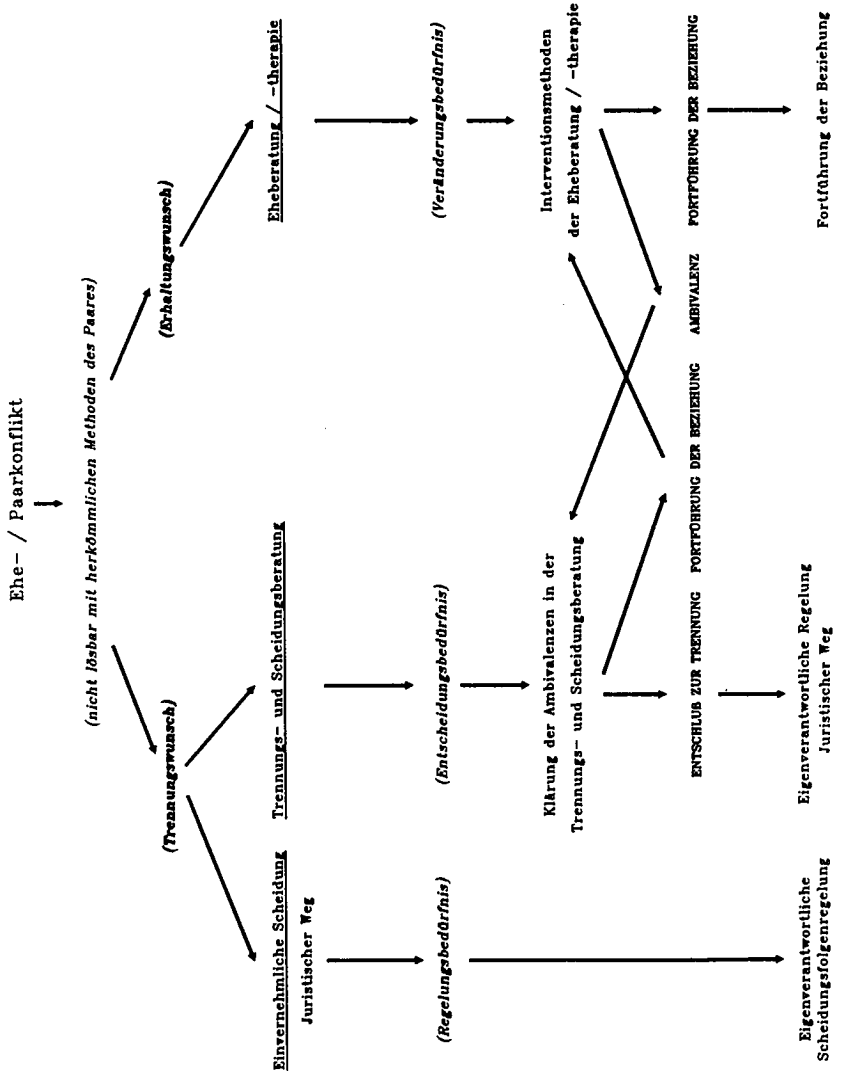 Ehe- / Paarkonflikt
(nicht lösbar mit herkömmlichen Methoden des Paares)
(Trennungswunsch)
(Erhaltungswunsch)
Einvernehmliche Scheidung
Juristischer Weg
Trennungs- und Scheidungsberatung
Eheberatung / -therapie
(Regelungsbedürfnis)
(Entscheidungsbedürfnis)
(Veränderungsbedürfnis)
Klärung der Ambivalenzen in der
Trennungs- und Scheidungsberatung
Interventionsmethoden
der Eheberatung / -therapie
ENTSCHLUß ZUR TRENNUNG
FORTFÜHRUNG DER BEZIEHUNG
AMBIVALENZ
FORTFÜHRUNG DER BEZIEHUNG
Eigenverantwortliche
Scheidungsfolgenregelung
Eigenverantwortliche Regelung
Juristischer Weg
Fortführung der Beziehung